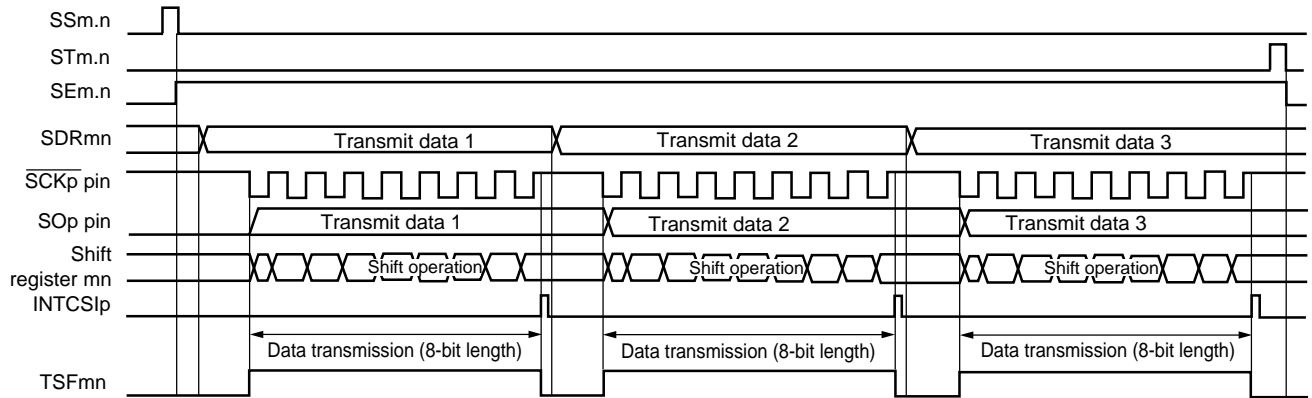 SSm.n
STm.n
SEm.n
SDRmn Transmit data 1 Transmit data 2 Transmit data 3
SCKp pin
SOp pin Transmit data 1 Transmit data 2 Transmit data 3
Shift
register mn Shift operation Shift operation Shift operation
INTCSIp
Data transmission (8-bit length) Data transmission (8-bit length) Data transmission (8-bit length)
TSFmn